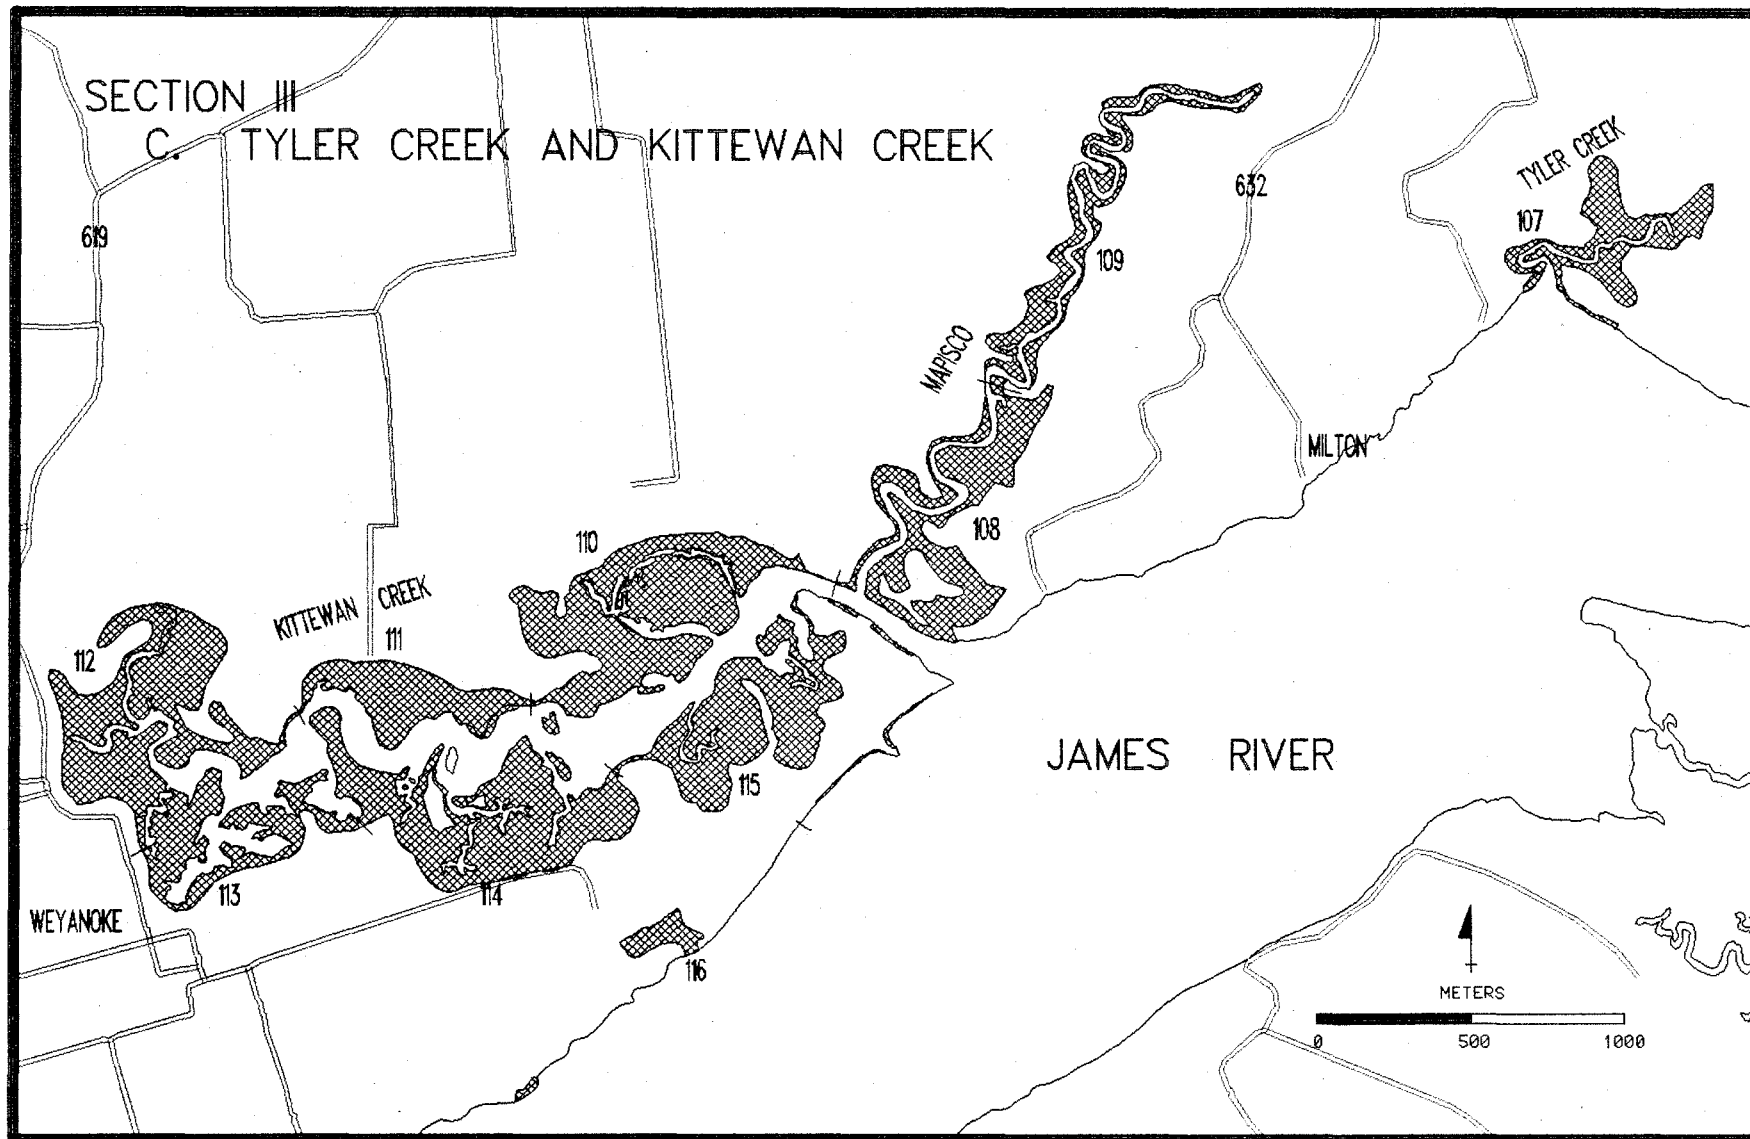 SECTION III
C. TYLER CREEK AND KITTEWAN CREEK
TYLER CREEK
632
107
619
109
MAPISCO
MILTON
108
110
KITTEWAN CREEK
111
112
JAMES RIVER
115
113
114
WEYANOKE
116
METERS
0 500 1000